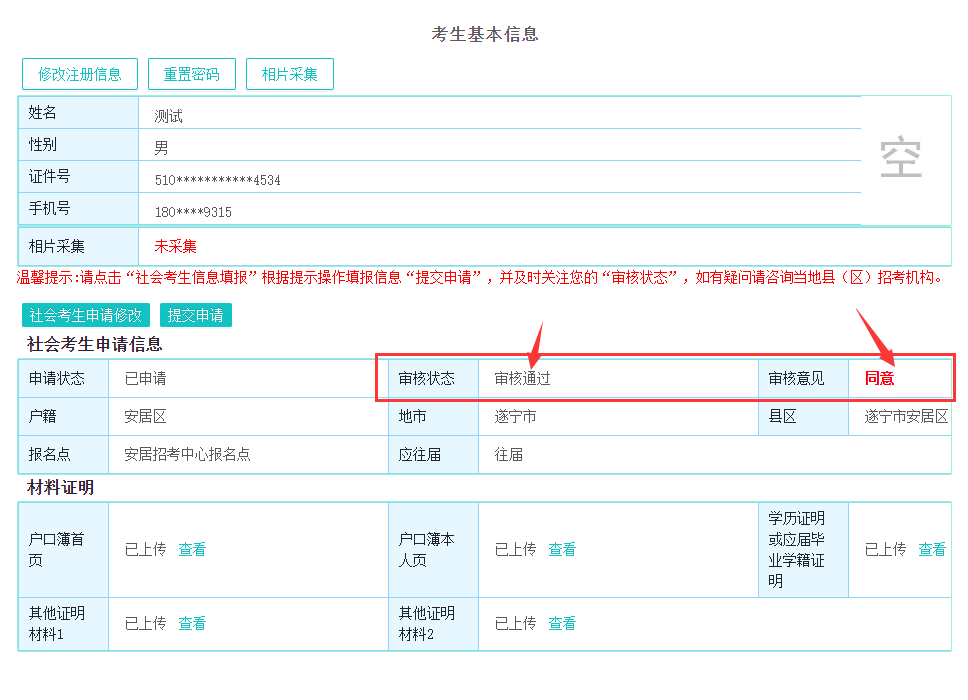 考生基本信息
修改注册信息 重置密码 相片采集
姓名 测试
性别 男
空
证件号 510***********4534
手机号 180****9315
相片采集 未采集
温馨提示:请点击“社会考生信息填报”根据提示操作填报信息“提交申请”，并及时关注您的“审核状态”，如有疑问请咨询当地县（区）招考机构。
社会考生申请修改 提交申请
社会考生申请信息
申请状态 已申请 审核状态 审核通过 审核意见 同意
户籍 安居区 地市 遂宁市 县区 遂宁市安居区
报名点 安居招考中心报名点 应往届 往届
材料证明
户口簿首
页
已上传 查看
户口簿本
人页
已上传 查看
学历证明
或应届毕
业学籍证
明
已上传 查看
其他证明
材料1
已上传 查看
其他证明
材料2
已上传 查看